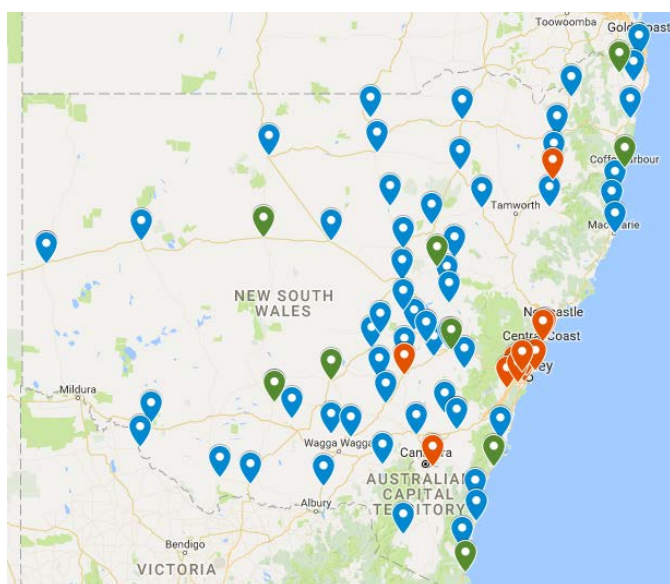 Toowoomba
Gold Coast
Coffs Harbour
Tamworth
NEW SOUTH
WALES
Newcastle
Central Coast
Mildura
Wagga Wagga
Canberra
AUSTRALIAN
CAPITAL
TERRITORY
Albury
Bendigo
VICTORIA